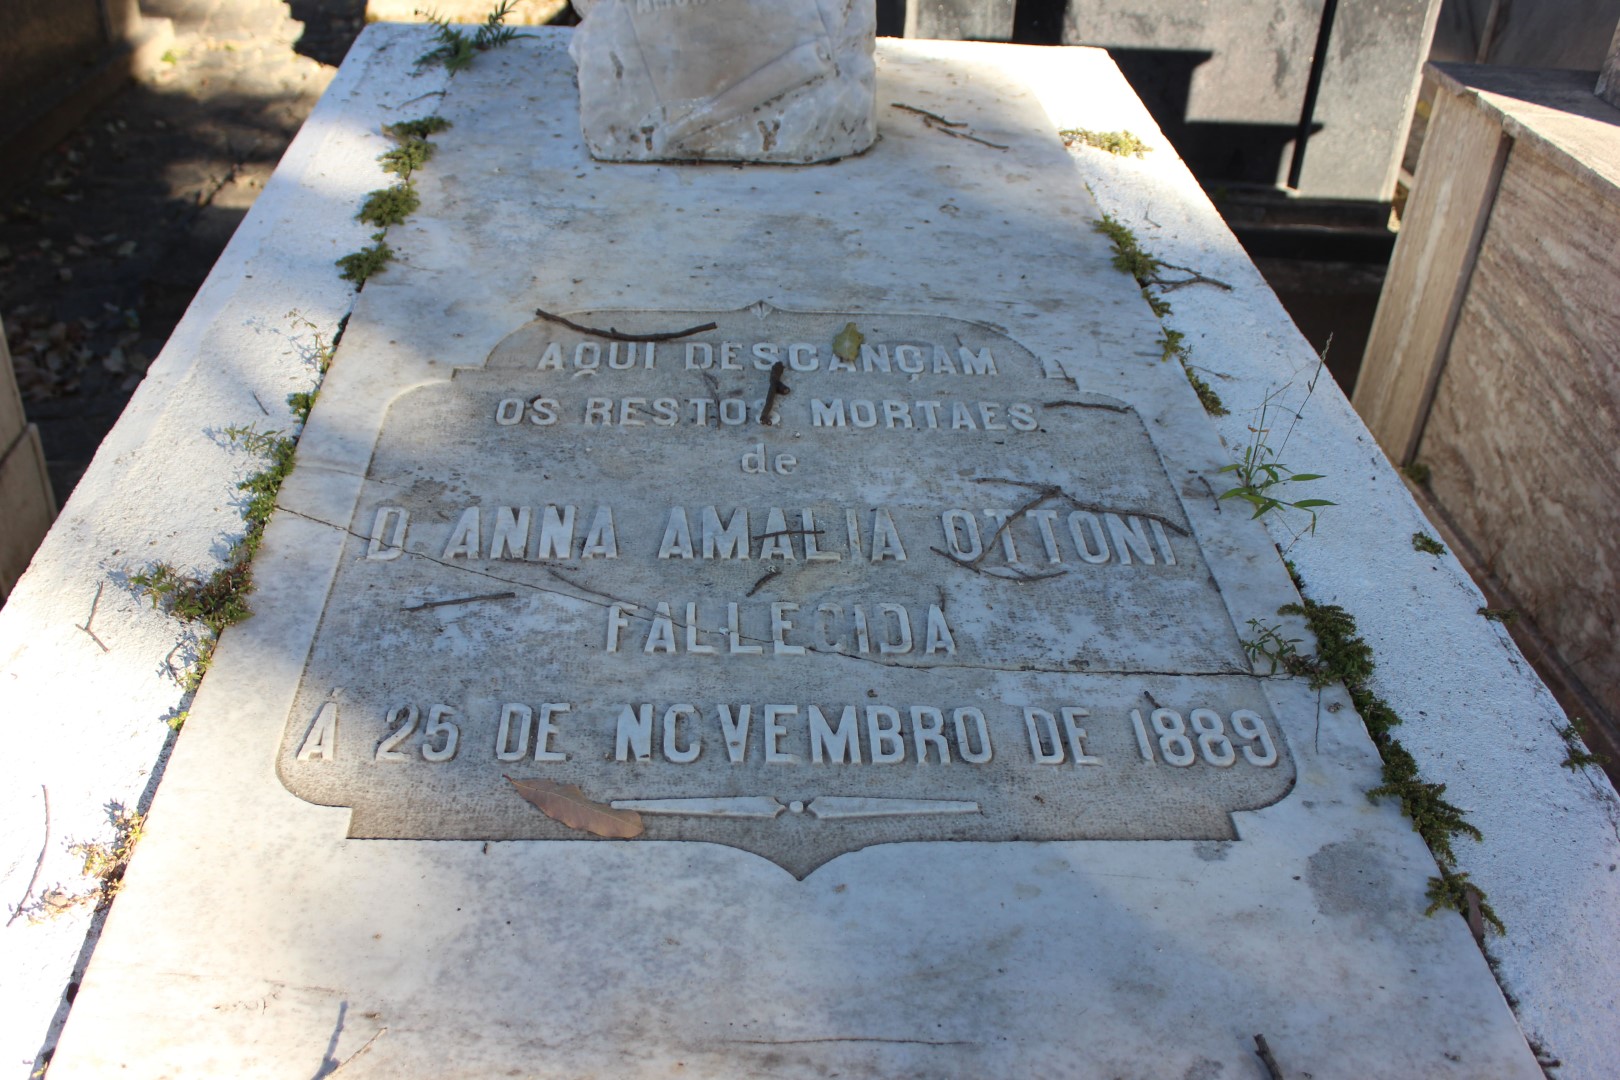 AQUI DESCANÇAM
OS RESTOS MORTAES
de
D. ANNA AMALIA OTTONI
FALLECIDA
Á 25 DE NOVEMBRO DE 1889